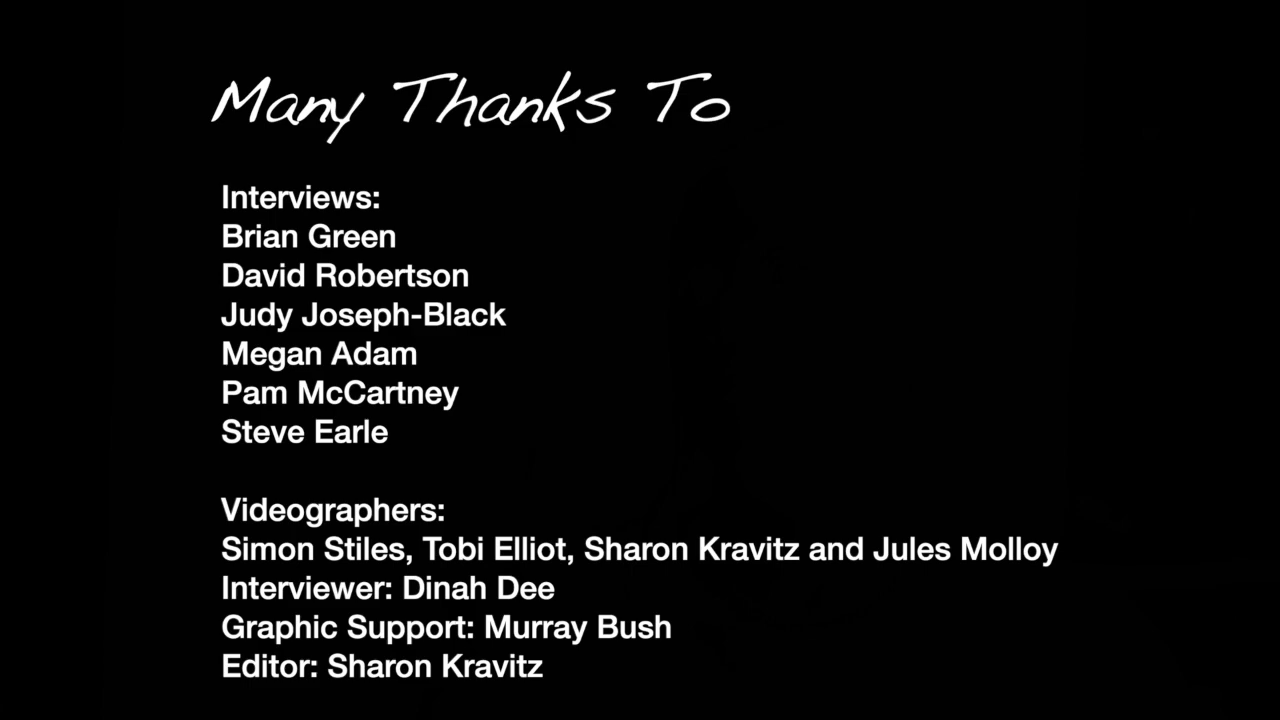 Many Thanks To
Interviews:
Brian Green
David Robertson
Judy Joseph-Black
Megan Adam
Pam McCartney
Steve Earle
Videographers:
Simon Stiles, Tobi Elliot, Sharon Kravitz and Jules Molloy
Interviewer: Dinah Dee
Graphic Support: Murray Bush
Editor: Sharon Kravitz